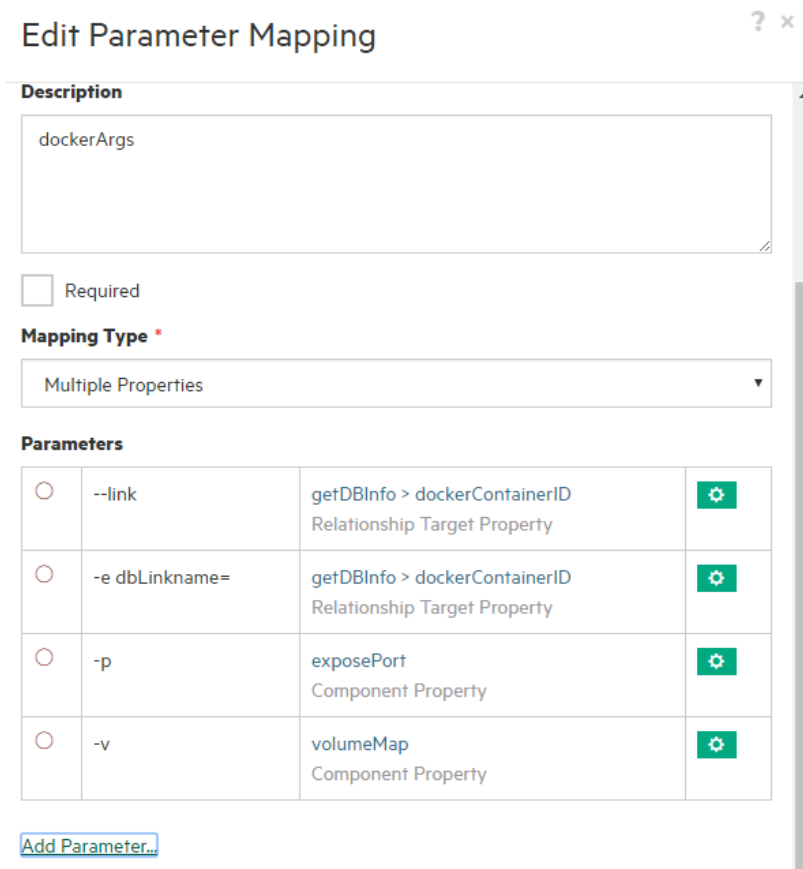 Edit Parameter Mapping
? ×
Description
dockerArgs
Required
Mapping Type *
Multiple Properties
Parameters
--link
getDBInfo > dockerContainerID
Relationship Target Property
-e dbLinkname=
getDBInfo > dockerContainerID
Relationship Target Property
-p
exposePort
Component Property
-v
volumeMap
Component Property
Add Parameter...